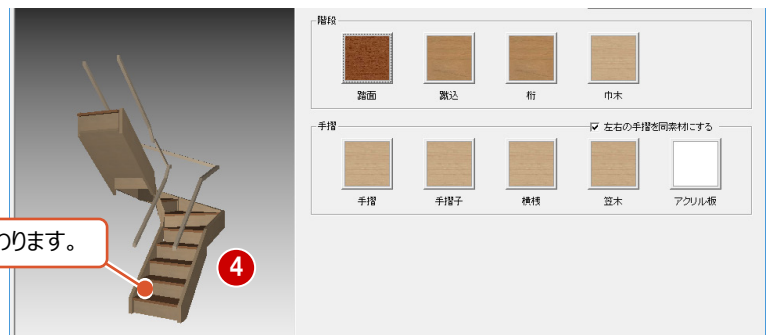 階段
踏面 蹴込 桁 巾木
手摺 左右の手摺を同素材にする
手摺 手摺子 横桟 笠木 アクリル板
わります。
4